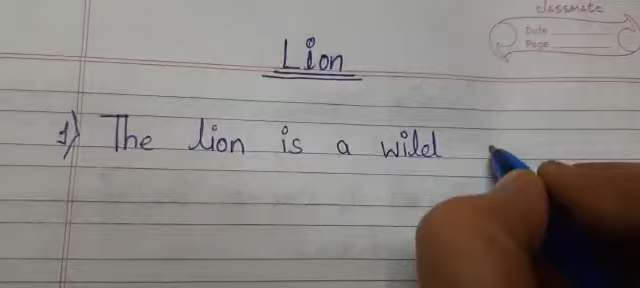 classmate
Date
Page
Lion
1) The lion is a wild